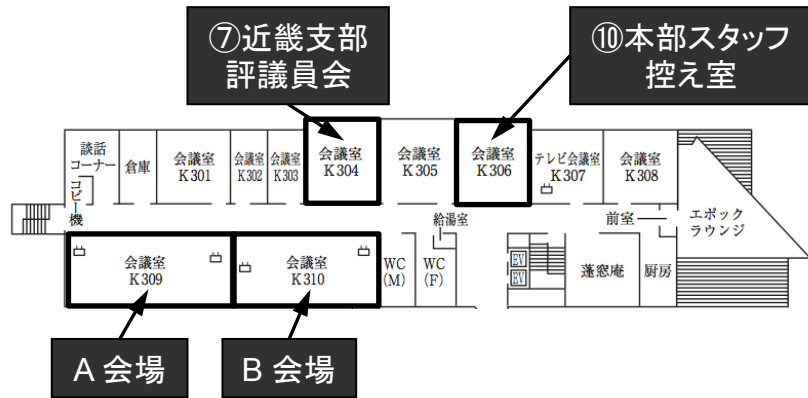 ⑦近畿支部
評議員会
⑩本部スタッフ
控え室
談話
コーナー
コピー機
倉庫
会議室
K301
会議室
K302
会議室
K303
会議室
K304
会議室
K305
会議室
K306
テレビ会議室
K307
会議室
K308
エポック
ラウンジ
給湯室
前室
会議室
K309
会議室
K310
WC
(M)
WC
(F)
EV
EV
蓬窓庵
厨房
A 会場
B 会場